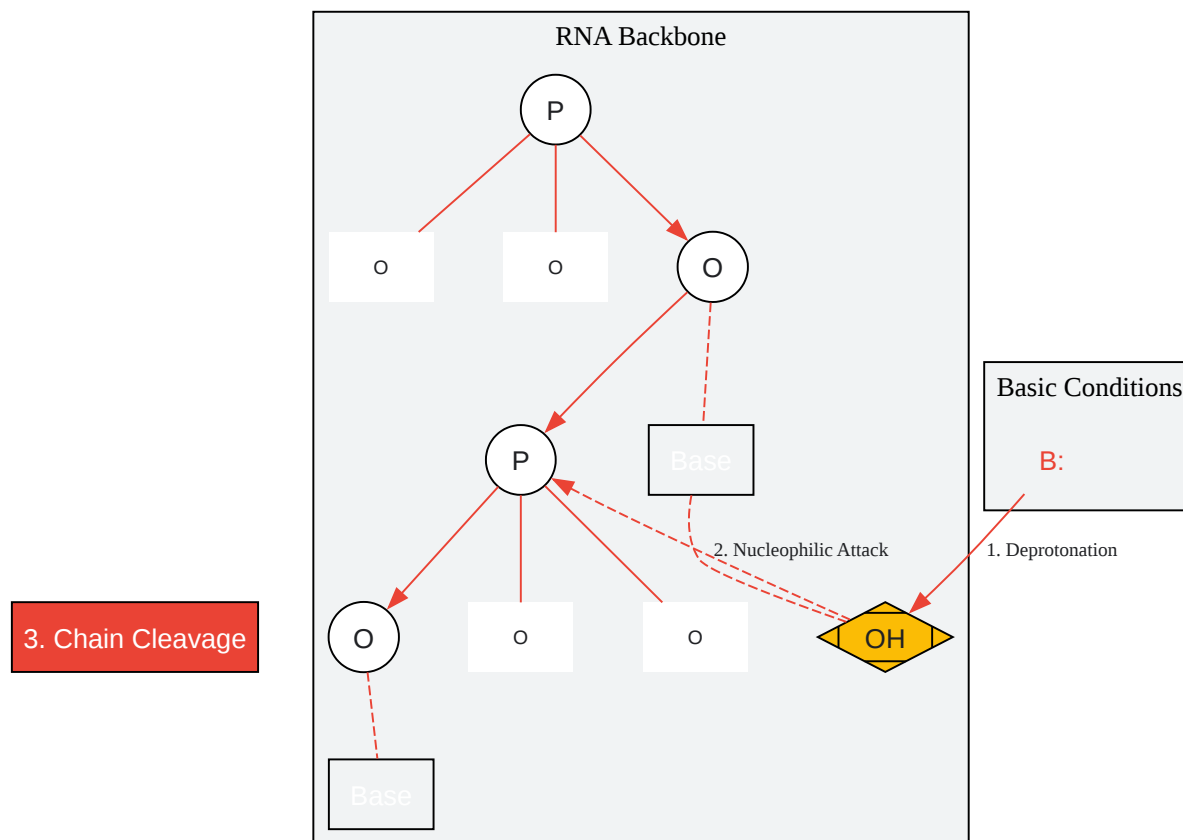 RNA Backbone
P
O
O
O
Basic Conditions
P
Base
B:
2. Nucleophilic Attack
1. Deprotonation
3. Chain Cleavage
O
O
O
OH
Base